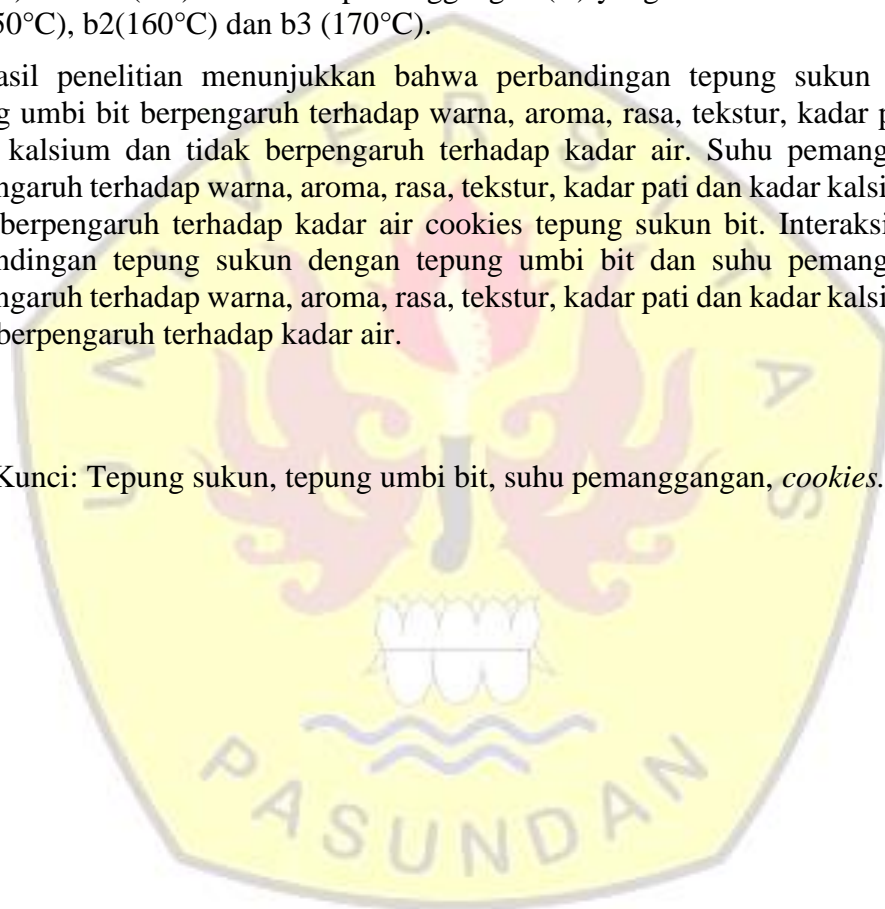 50°C), b2(160°C) dan b3 (170°C).
asil penelitian menunjukkan bahwa perbandingan tepung sukun
g umbi bit berpengaruh terhadap warna, aroma, rasa, tekstur, kadar p
kalsium dan tidak berpengaruh terhadap kadar air. Suhu pemang
ngaruh terhadap warna, aroma, rasa, tekstur, kadar pati dan kadar kalsi
berpengaruh terhadap kadar air cookies tepung sukun bit. Interaksi
ndingan tepung sukun dengan tepung umbi bit dan suhu pemang
ngaruh terhadap warna, aroma, rasa, tekstur, kadar pati dan kadar kalsi
berpengaruh terhadap kadar air.
Kunci: Tepung sukun, tepung umbi bit, suhu pemanggangan, cookies.
UNIVERSITAS
PASUNDAN